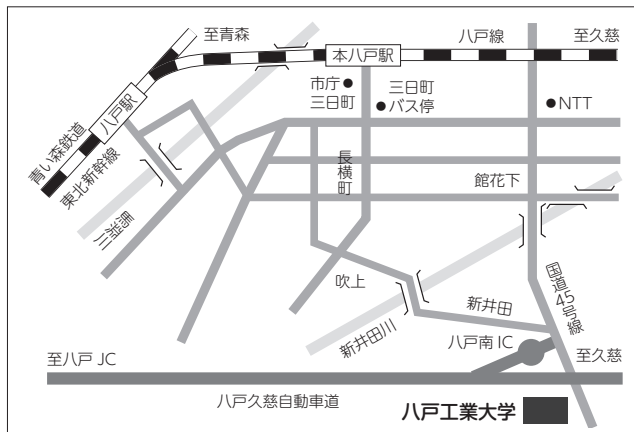 至青森
八戸線
至久慈
本八戸駅
市庁
三日町
三日町
バス停
NTT
八戸駅
青い森鉄道
東北新幹線
長横町
館花下
馬淵川
吹上
新井田
新井田川
国道45号線
八戸南IC
至久慈
至八戸JC
八戸久慈自動車道
八戸工業大学